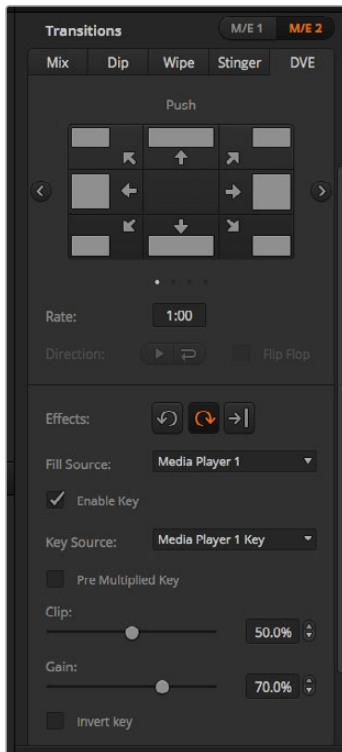 Transitions M/E 1 M/E 2
Mix Dip Wipe Stinger DVE
Push
Rate: 1:00
Direction: Flip Flop
Effects:
Fill Source: Media Player 1
Enable Key
Key Source: Media Player 1 Key
Pre Multiplied Key
Clip:
50.0%
Gain:
70.0%
Invert key